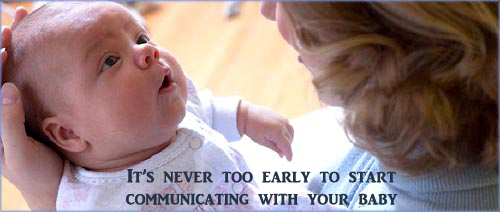 It's never too early to start
communicating with your baby